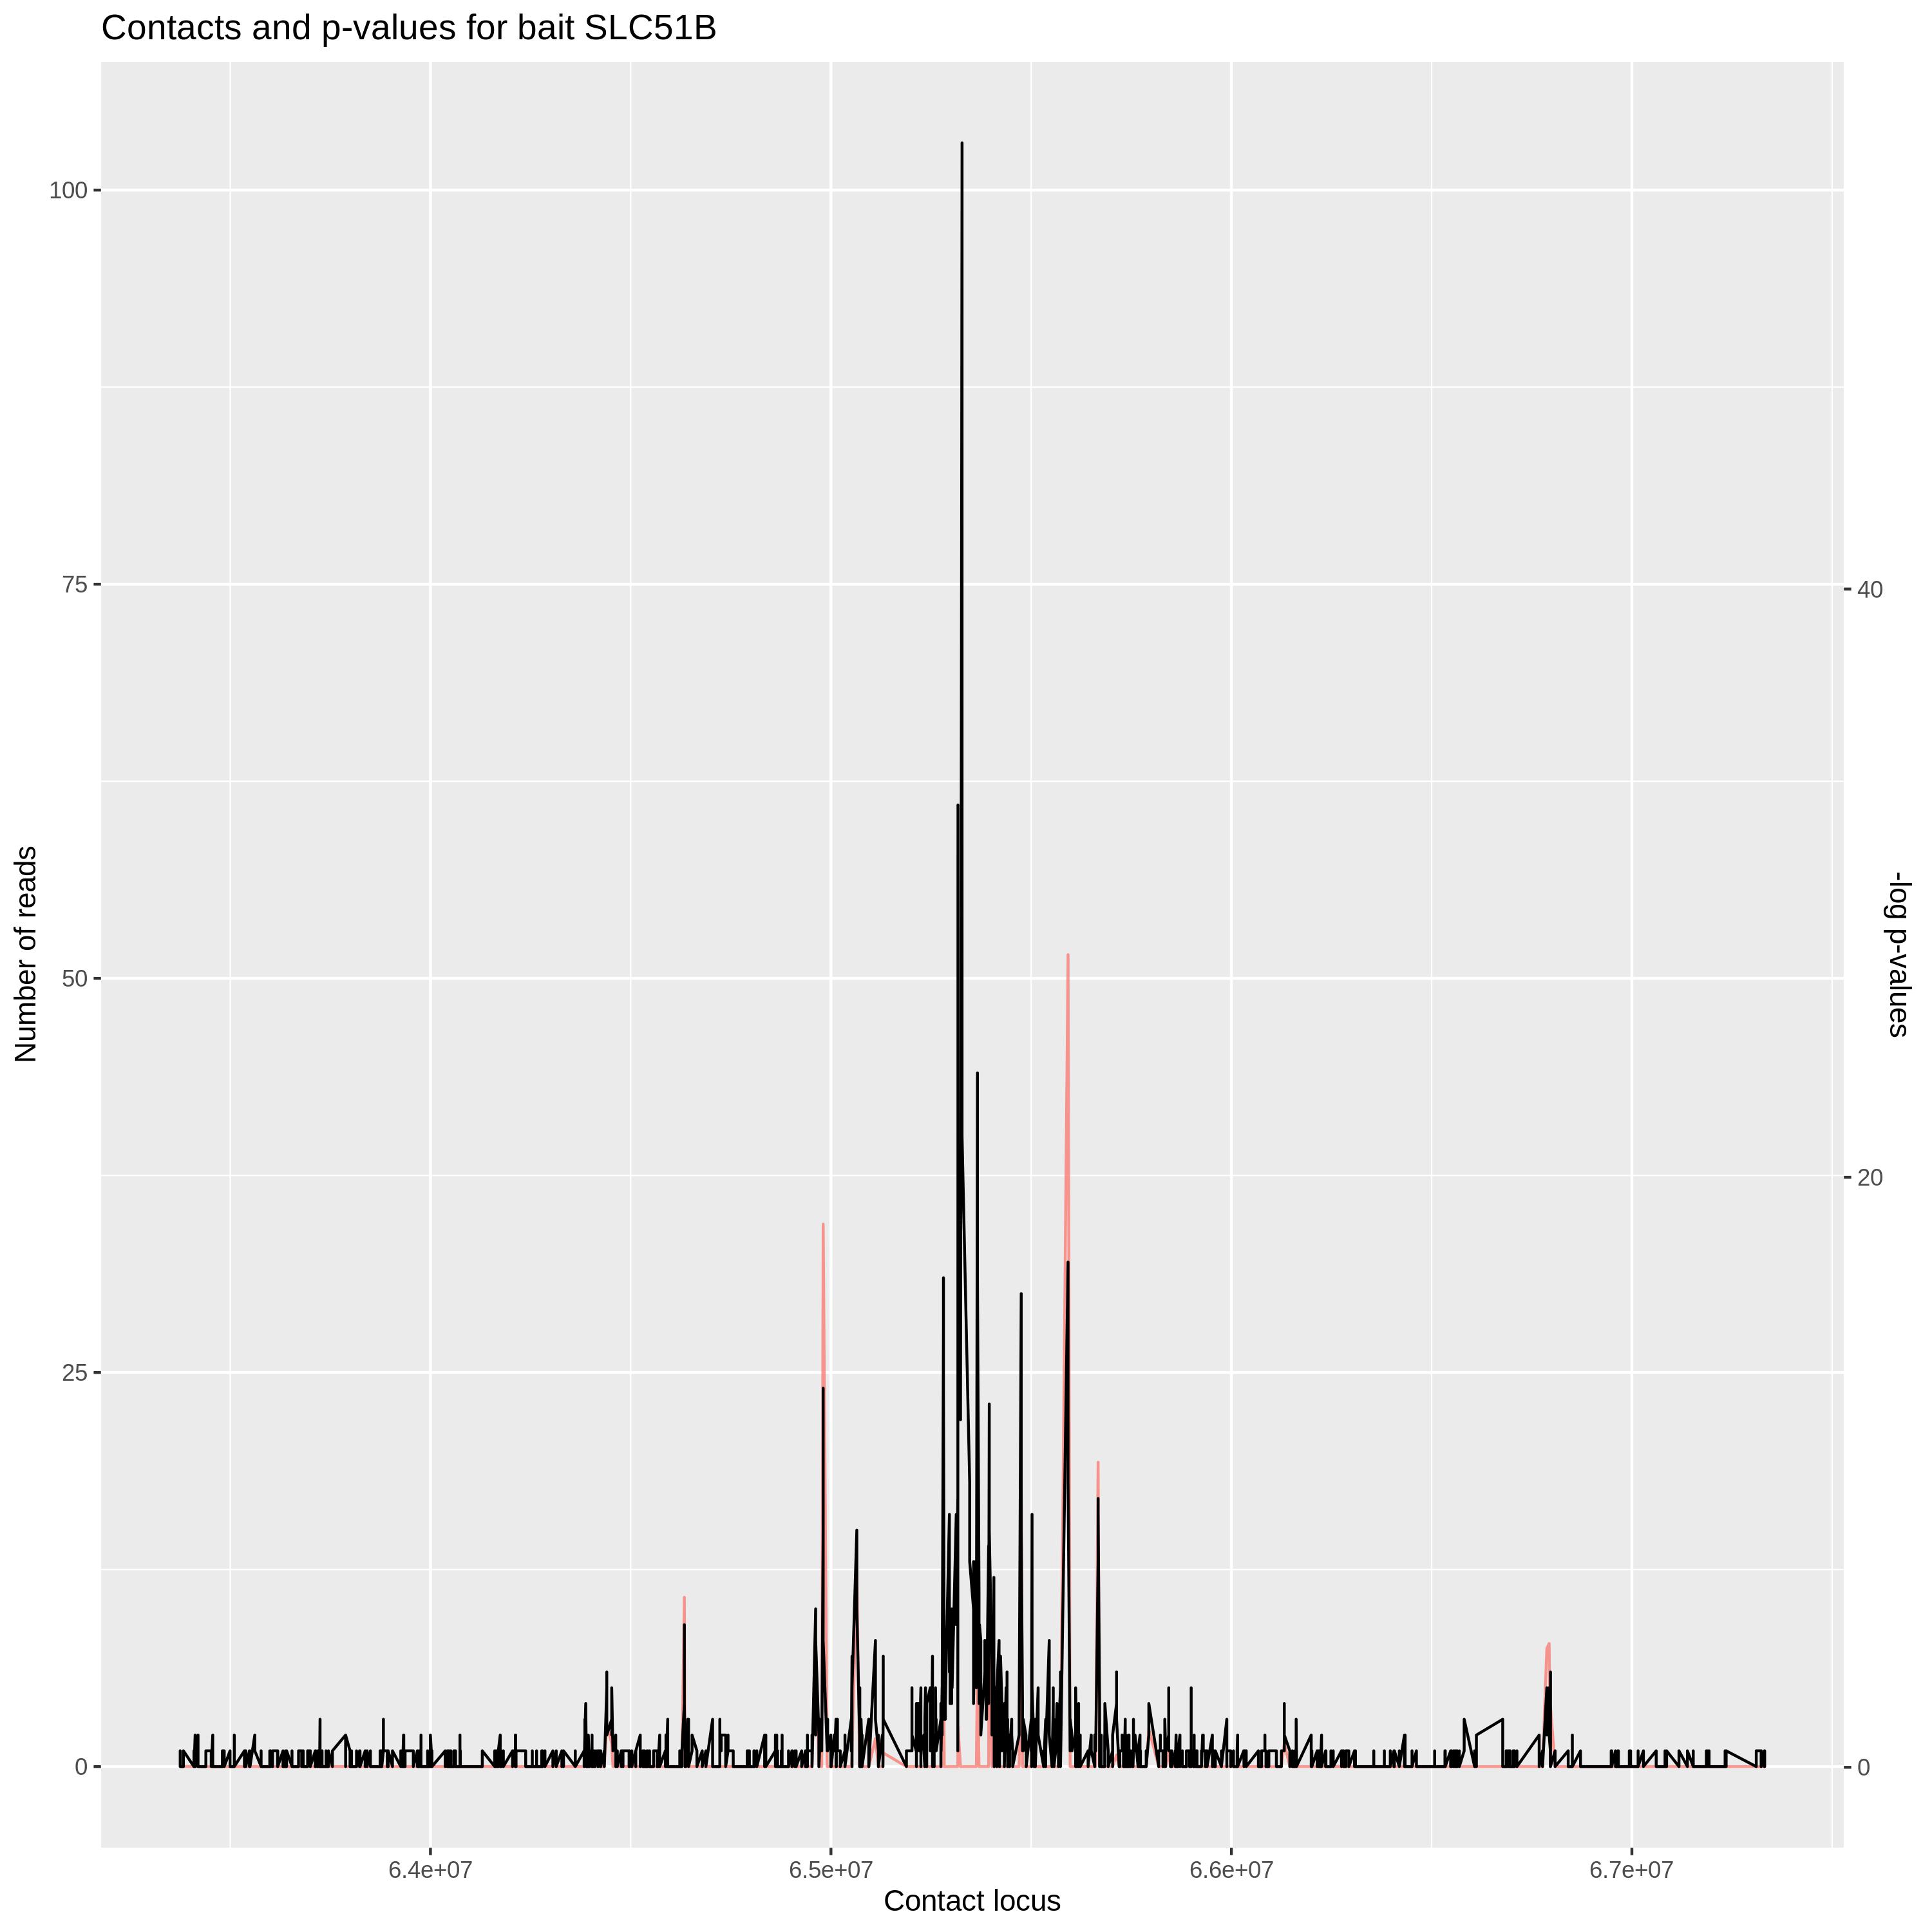 Contacts and p-values for bait SLC51B
100
75
50
25
0
Number of reads
40
20
0
-log p-values
6.4e+07
6.5e+07
6.6e+07
6.7e+07
Contact locus